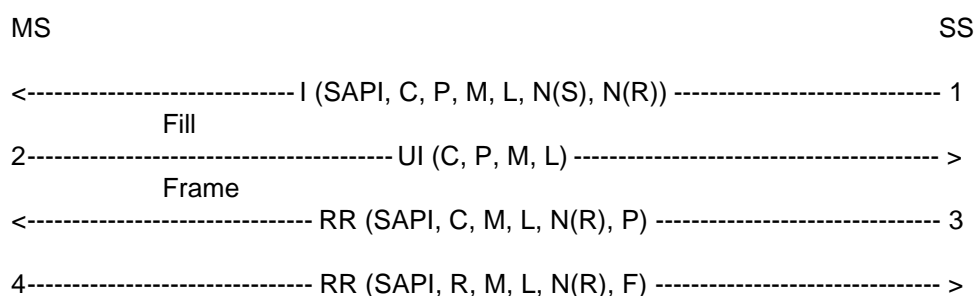 MS SS
<------------------------------ I (SAPI, C, P, M, L, N(S), N(R)) ------------------------------ 1
Fill
2----------------------------------------- UI (C, P, M, L) ----------------------------------------- >
Frame
<-------------------------------- RR (SAPI, C, M, L, N(R), P) -------------------------------- 3
4-------------------------------- RR (SAPI, R, M, L, N(R), F) -------------------------------- >